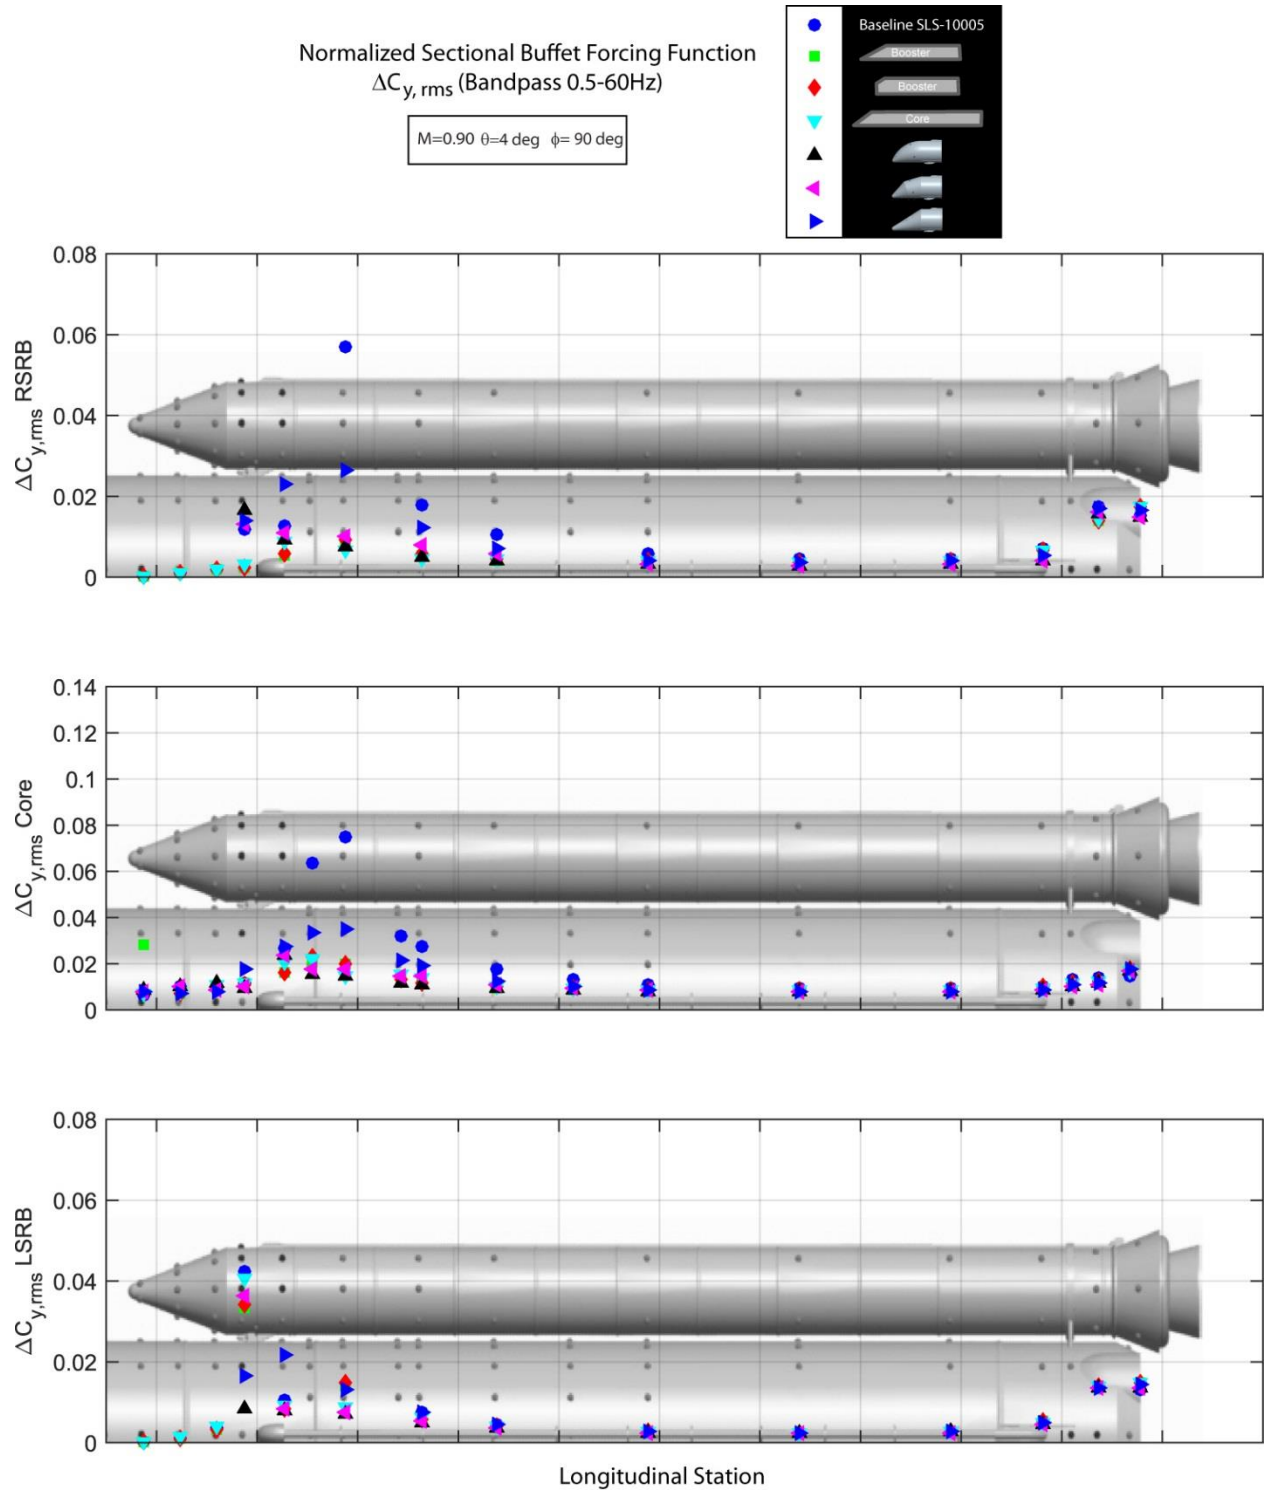 Baseline SLS-10005
Booster
Booster
Core
Normalized Sectional Buffet Forcing Function
ΔCy, rms (Bandpass 0.5-60Hz)
M=0.90 θ=4 deg ϕ= 90 deg
0.08
0.06
0.04
0.02
0
ΔCy,rms RSRB
0.14
0.12
0.1
0.08
0.06
0.04
0.02
0
ΔCy,rms Core
0.08
0.06
0.04
0.02
0
ΔCy,rms LSRB
Longitudinal Station